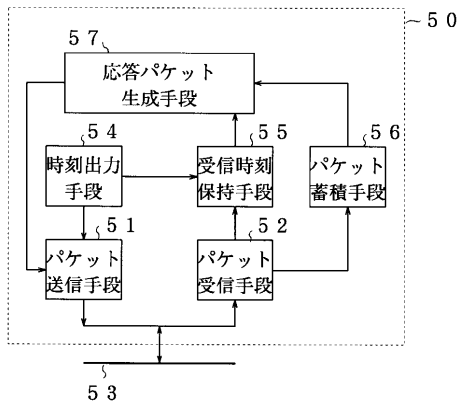 50
57
応答パケット
生成手段
54
時刻出力
手段
55
受信時刻
保持手段
56
パケット
蓄積手段
51
パケット
送信手段
52
パケット
受信手段
53